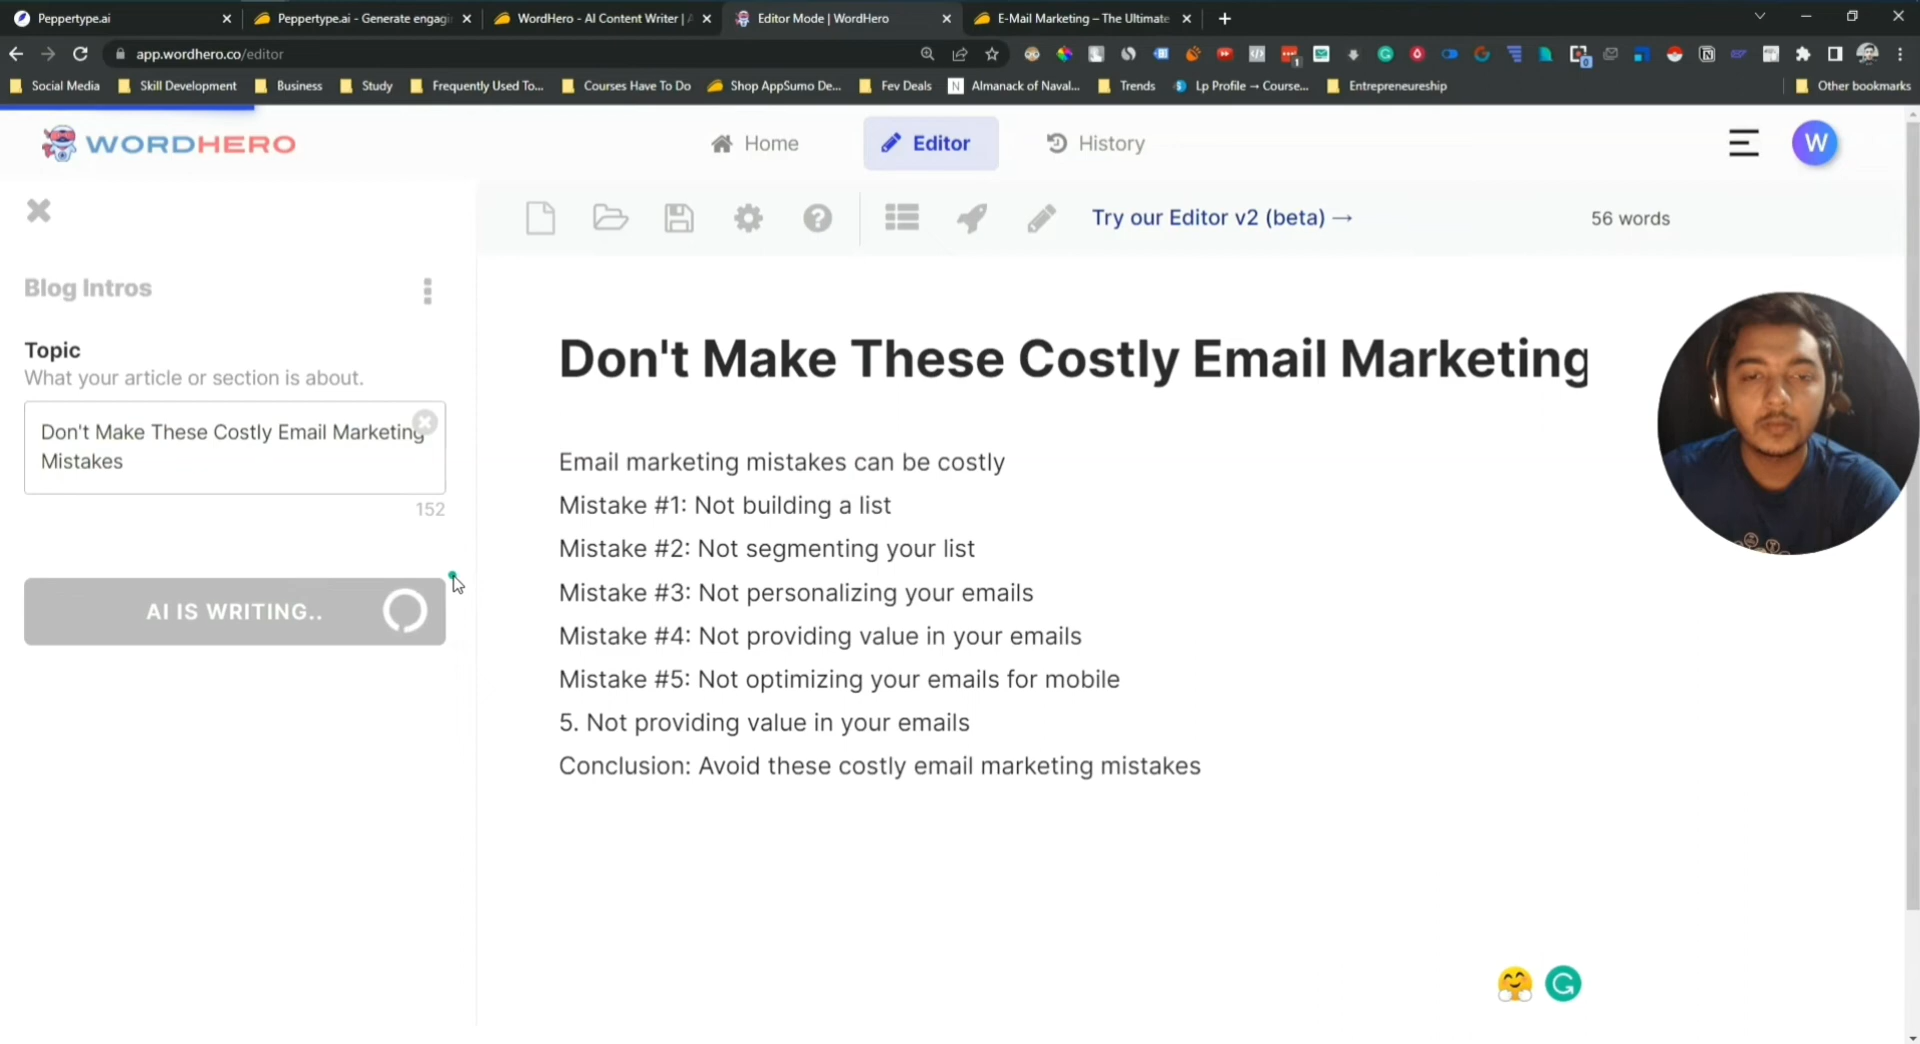 Peppertype.ai
Peppertype.ai - Generate engagi
WordHero - AI Content Writer |
Editor Mode | WordHero
E-Mail Marketing – The Ultimate
app.wordhero.co/editor
Social Media
Skill Development
Business
Study
Frequently Used To...
Courses Have To Do
Shop AppSumo De...
Fev Deals
Almanack of Naval...
Trends
Lp Profile → Course...
Entrepreneurship
Other bookmarks
WORDHERO
Home
Editor
History
W
Try our Editor v2 (beta) →
56 words
Blog Intros
Topic
What your article or section is about.
Don't Make These Costly Email Marketing
Mistakes
152
AI IS WRITING..
Don't Make These Costly Email Marketing
Email marketing mistakes can be costly
Mistake #1: Not building a list
Mistake #2: Not segmenting your list
Mistake #3: Not personalizing your emails
Mistake #4: Not providing value in your emails
Mistake #5: Not optimizing your emails for mobile
5. Not providing value in your emails
Conclusion: Avoid these costly email marketing mistakes